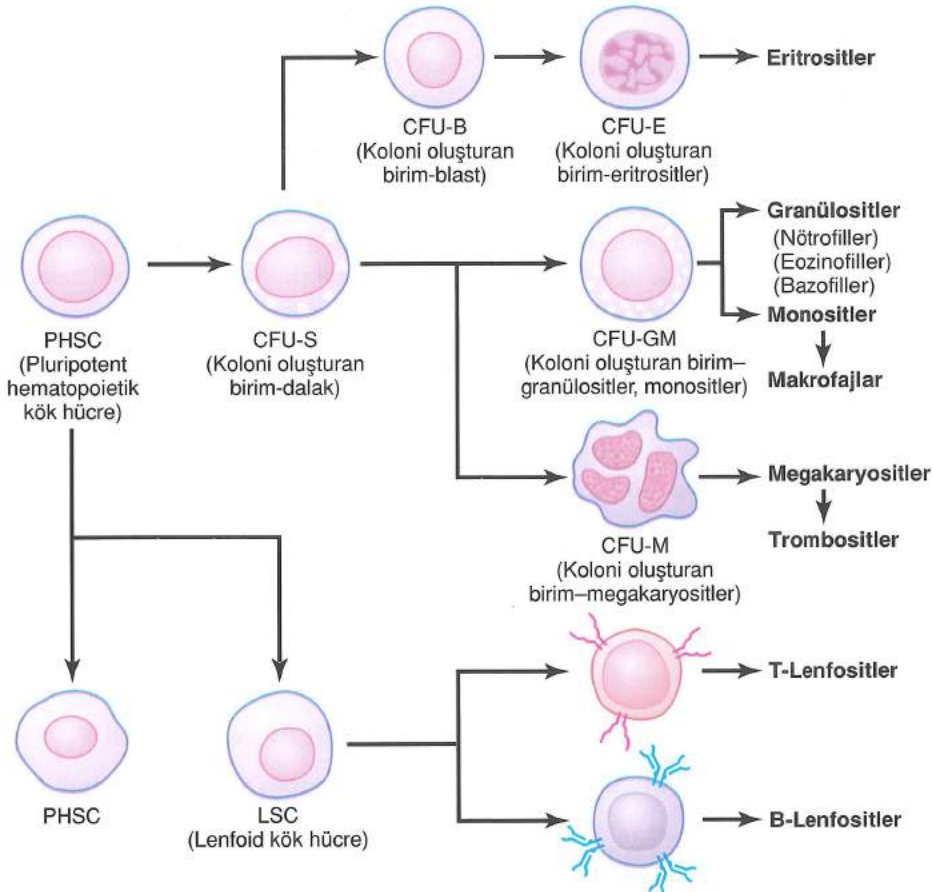 CFU-B
(Koloni oluşturan
birim-blast)
CFU-E
(Koloni oluşturan
birim-eritrositler)
Eritrositler
PHSC
(Pluripotent
hematopoietik
kök hücre)
CFU-S
(Koloni oluşturan
birim-dalak)
CFU-GM
(Koloni oluşturan birim–
granülositler, monositler)
Granülositler
(Nötrofiller)
(Eozinofiller)
(Bazofiller)
Monositler
Makrofajlar
CFU-M
(Koloni oluşturan
birim–megakaryositler)
Megakaryositler
Trombositler
PHSC
LSC
(Lenfoid kök hücre)
T-Lenfositler
B-Lenfositler